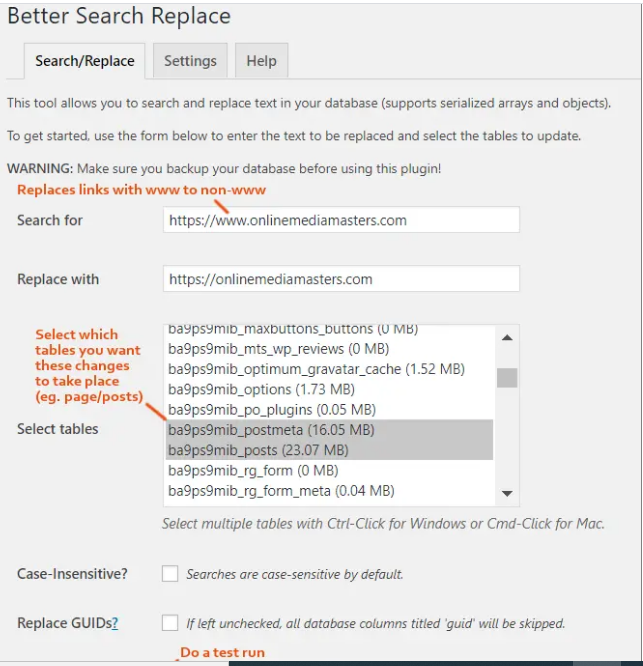 Better Search Replace
Search/Replace
Settings
Help
This tool allows you to search and replace text in your database (supports serialized arrays and objects).
To get started, use the form below to enter the text to be replaced and select the tables to update.
WARNING: Make sure you backup your database before using this plugin!
Replaces links with www to non-www
Search for
https://www.onlinemediamasters.com
Replace with
https://onlinemediamasters.com
Select which
tables you want
these changes
to take place
(eg. page/posts)
Select tables
ba9ps9mib_maxbuttons_buttons (0 MB)
ba9ps9mib_mts_wp_reviews (0 MB)
ba9ps9mib_optimum_gravatar_cache (1.52 MB)
ba9ps9mib_options (1.73 MB)
ba9ps9mib_po_plugins (0.05 MB)
ba9ps9mib_postmeta (16.05 MB)
ba9ps9mib_posts (23.07 MB)
ba9ps9mib_rg_form (0 MB)
ba9ps9mib_rg_form_meta (0.04 MB)
Select multiple tables with Ctrl-Click for Windows or Cmd-Click for Mac.
Case-Insensitive?
Searches are case-sensitive by default.
Replace GUIDs?
If left unchecked, all database columns titled 'guid' will be skipped.
Do a test run